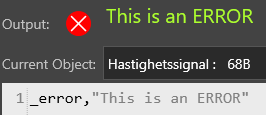 Output: This is an ERROR
Current Object: Hastighetssignal : 68B
1 _error,"This is an ERROR"